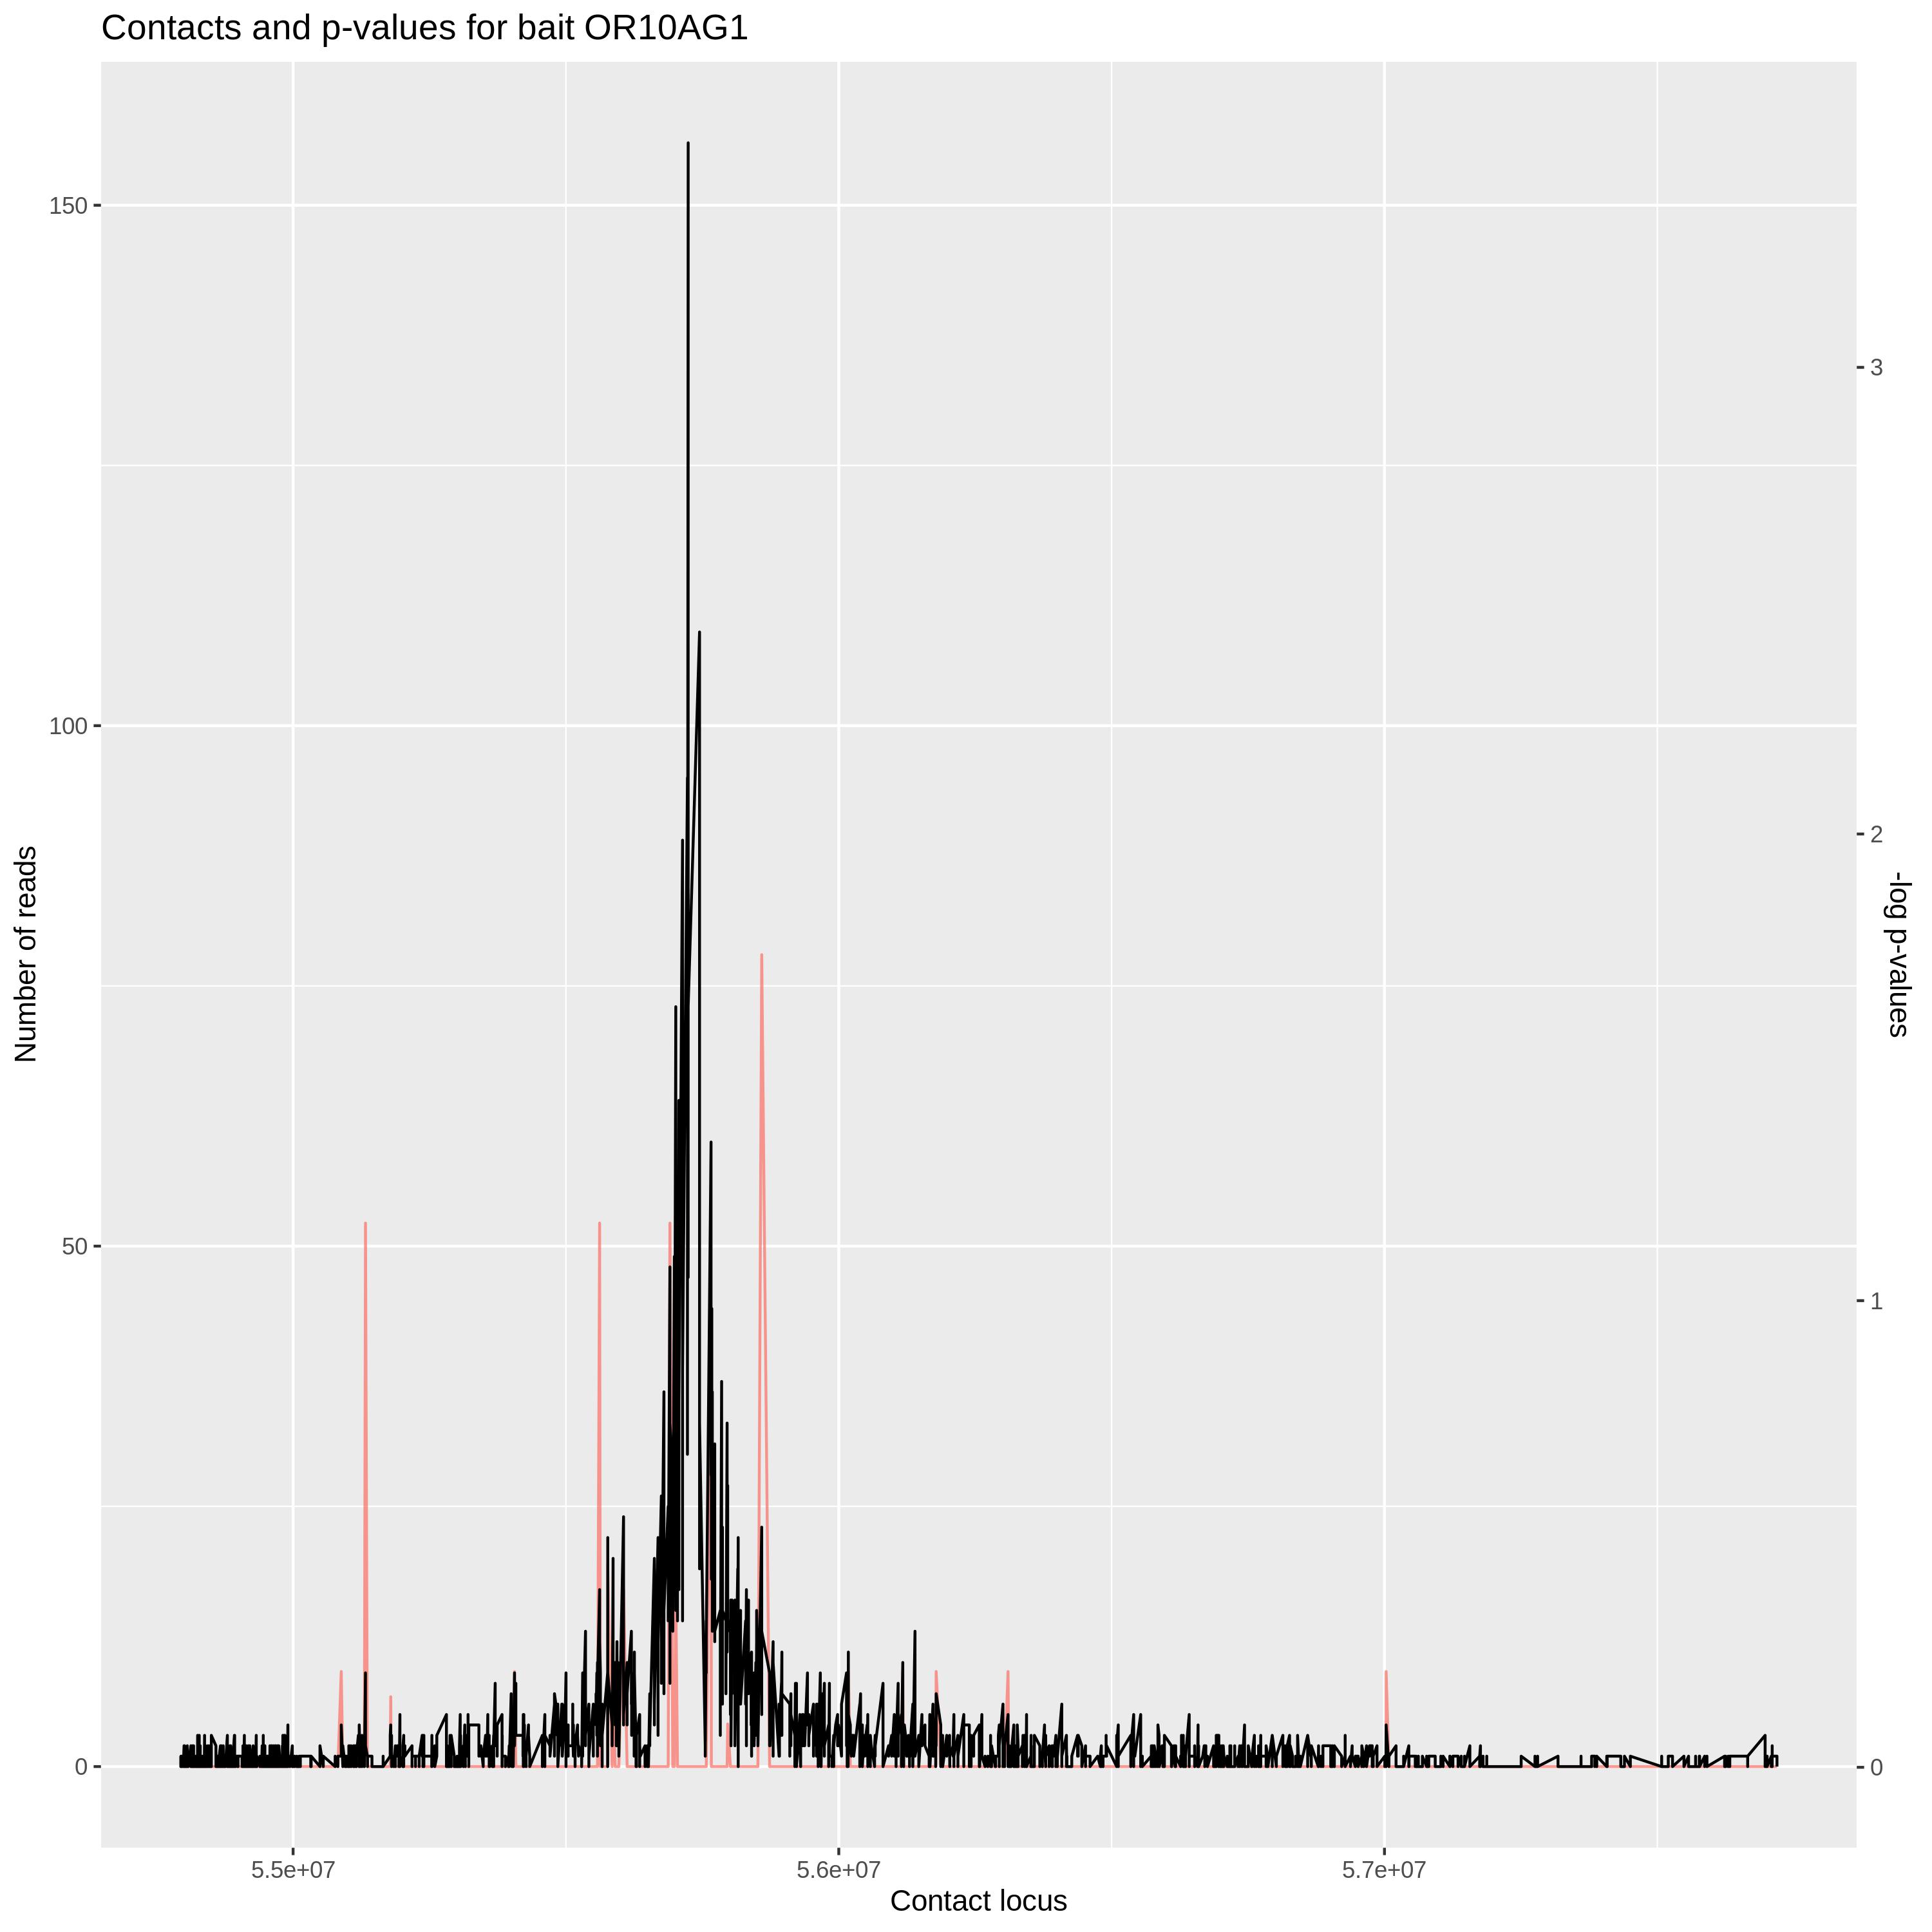 Contacts and p-values for bait OR10AG1
150
100
50
0
Number of reads
3
2
1
0
-log p-values
5.5e+07
5.6e+07
5.7e+07
Contact locus